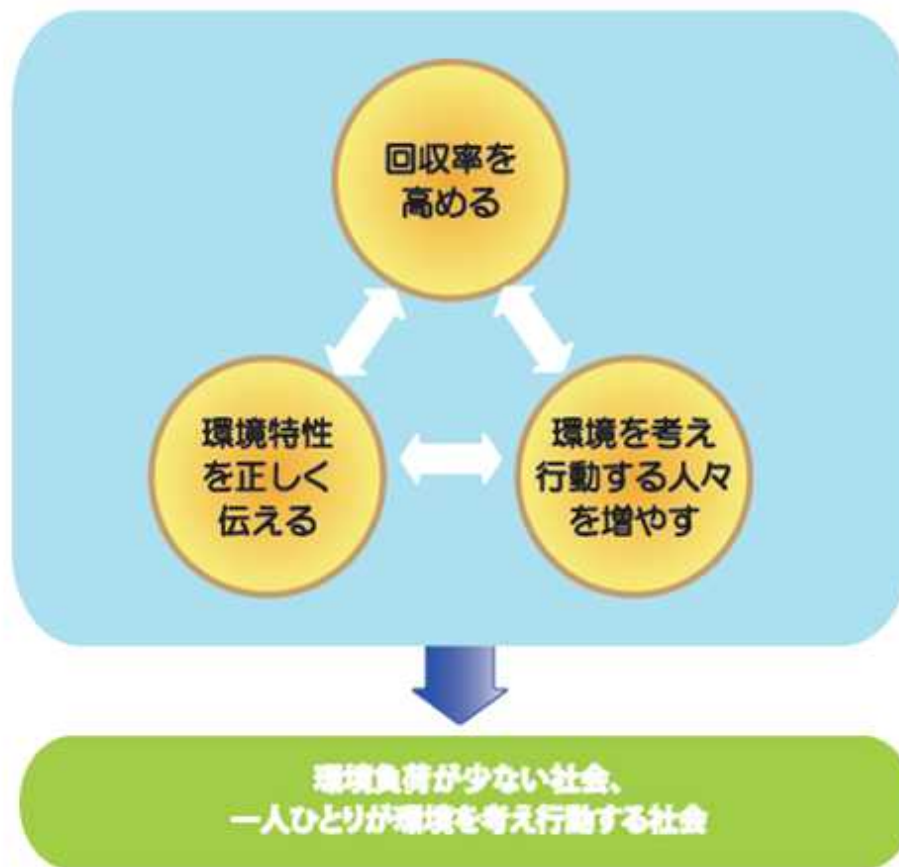 回収率を
高める
環境特性
を正しく
伝える
環境を考え
行動する人々
を増やす
環境負荷が少ない社会、
一人ひとりが環境を考え行動する社会